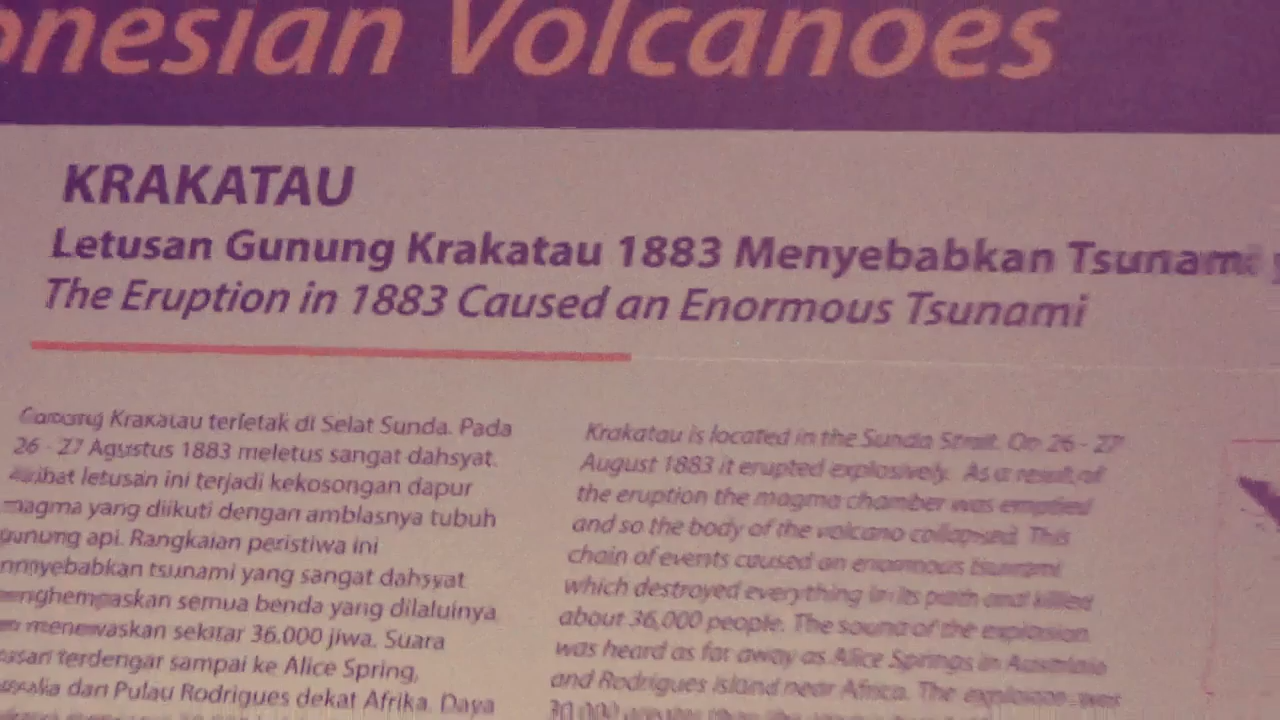 onesian Volcanoes
KRAKATAU
Letusan Gunung Krakatau 1883 Menyebabkan Tsunami
The Eruption in 1883 Caused an Enormous Tsunami
Krakatau terletak di Selat Sunda. Pada
26 - 27 Agustus 1883 meletus sangat dahsyat.
letusan ini terjadi kekosongan dapur
magma yang diikuti dengan amblasnya tubuh
gunung api. Rangkaian peristiwa ini
tsunami yang sangat dahsyat
semua benda yang dilaluinya
menewaskan sekitar 36.000 jiwa. Suara
terdengar sampai ke Alice Spring,
dan Pulau Rodrigues dekat Afrika. Daya
Krakatau is located in the Sunda Strait. On 26 - 27
August 1883 it erupted explosively. As a result of
the eruption the magma chamber was emptied
and so the body of the volcano collapsed. This
chain of events caused an enormous tsunami
which destroyed everything in its path and killed
about 36,000 people. The sound of the explosion
was heard as far away as Alice Springs in Australia
and Rodrigues island near Africa. The explosion was